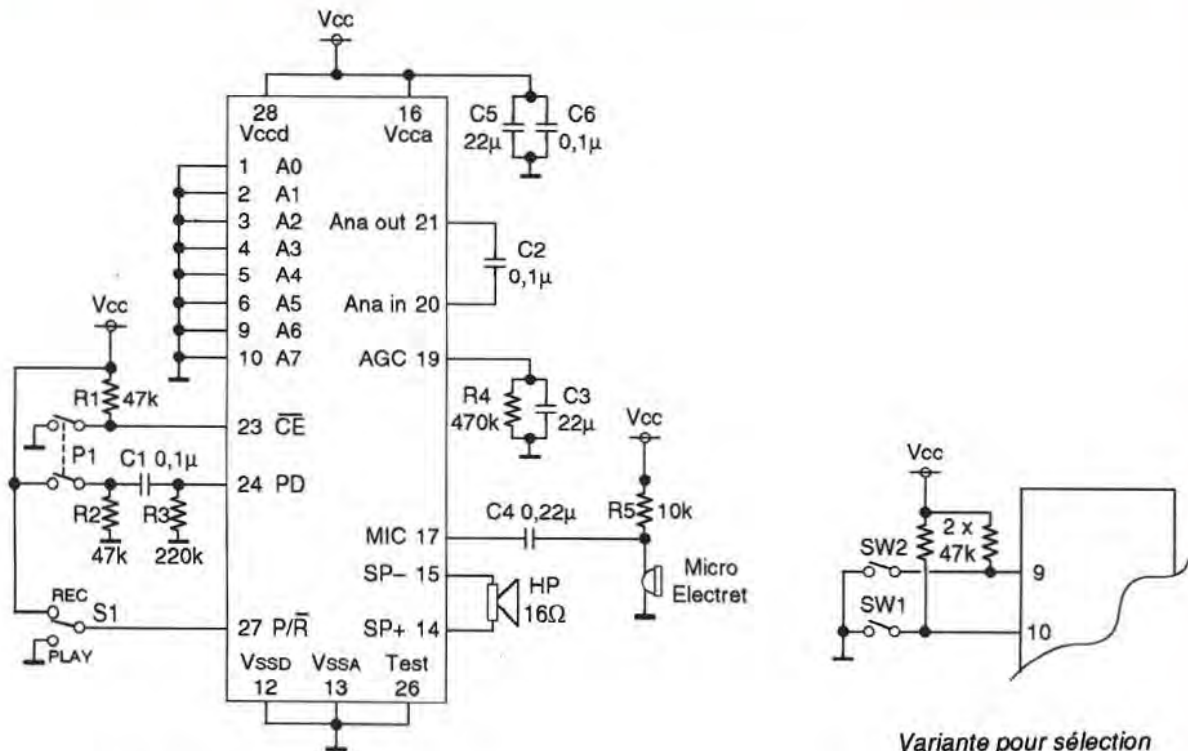 Vcc
28
Vccd
16
Vcca
C5
22µ
C6
0,1µ
1 A0
2 A1
3 A2
4 A3
5 A4
6 A5
9 A6
10 A7
Ana out 21
C2
0,1µ
Ana in 20
AGC 19
R4
470k
C3
22µ
Vcc
R1 47k
23 CE
P1
C1 0,1µ
24 PD
R2
47k
R3
220k
REC
S1
PLAY
27 P/R
MIC 17
C4 0,22µ
Vcc
R5 10k
Micro
Electret
SP– 15
HP
16Ω
SP+ 14
VSSD
12
VSSA
13
Test
26
Vcc
2 x
47k
SW2
9
SW1
10
Variante pour sélection